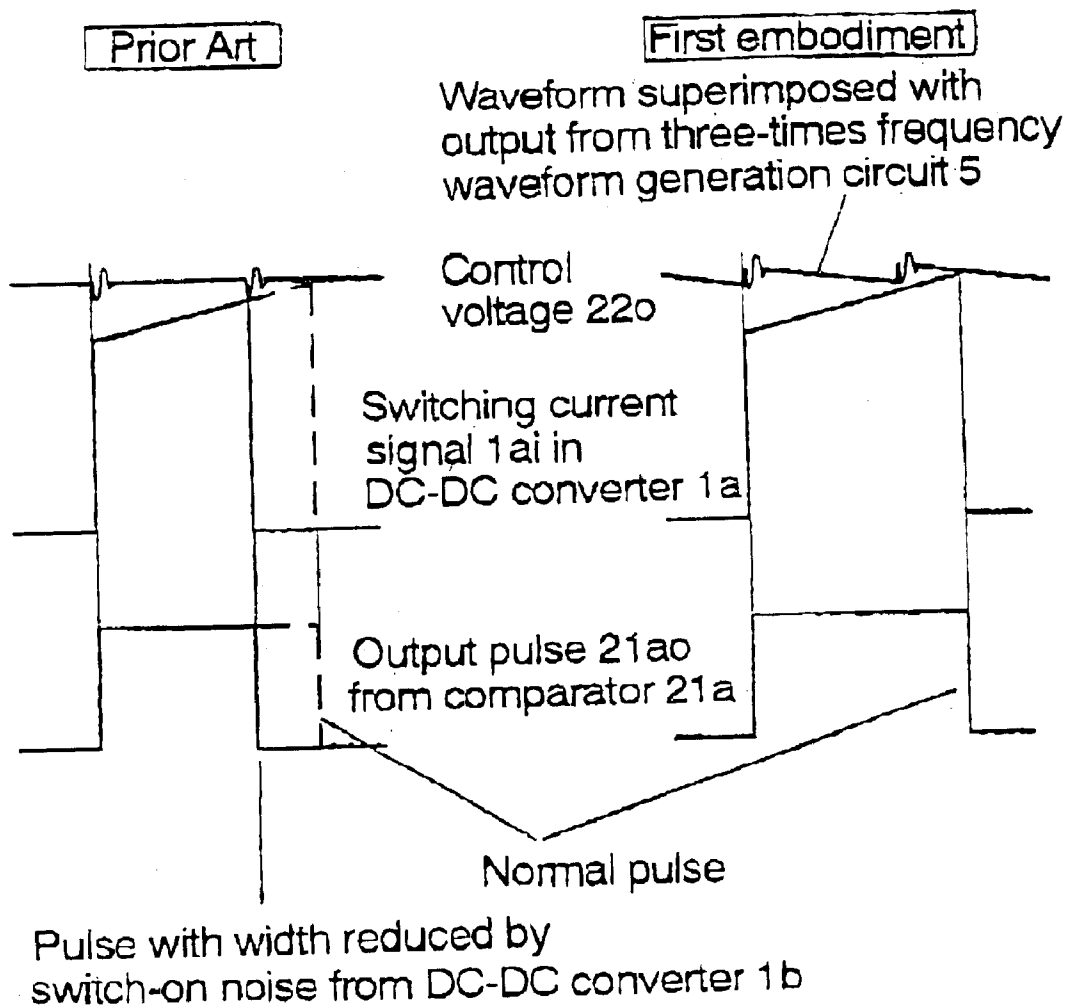 Prior Art
First embodiment
Waveform superimposed with
output from three-times frequency
waveform generation circuit 5
Control
voltage 22o
Switching current
signal 1ai in
DC-DC converter 1a
Output pulse 21ao
from comparator 21a
Normal pulse
Pulse with width reduced by
switch-on noise from DC-DC converter 1b